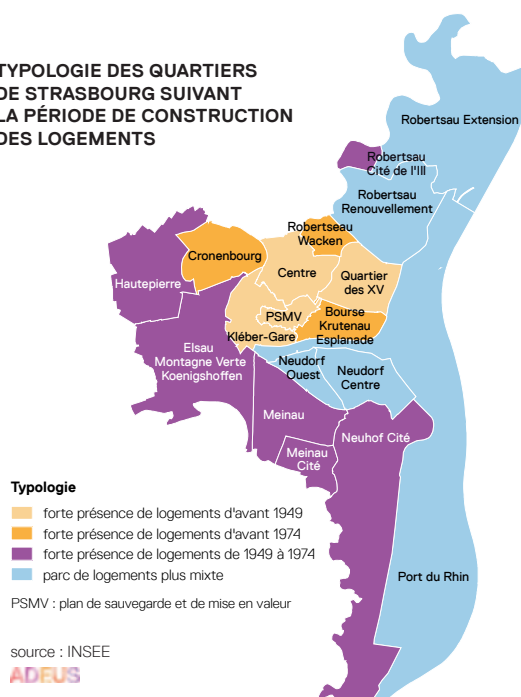 TYPOLOGIE DES QUARTIERS
DE STRASBOURG SUIVANT
LA PÉRIODE DE CONSTRUCTION
DES LOGEMENTS
Robertsau Extension
Robertsau
Cité de l'Ill
Robertsau
Renouvellement
Robertseau
Wacken
Cronenbourg
Centre
Quartier
des XV
Hautepierre
PSMV
Bourse
Krutenau
Esplanade
Kléber-Gare
Elsau
Montagne Verte
Koenigshoffen
Neudorf
Ouest
Neudorf
Centre
Meinau
Neuhof Cité
Meinau
Cité
Port du Rhin
Typologie
forte présence de logements d'avant 1949
forte présence de logements d'avant 1974
forte présence de logements de 1949 à 1974
parc de logements plus mixte
PSMV : plan de sauvegarde et de mise en valeur
source : INSEE
ADEUS